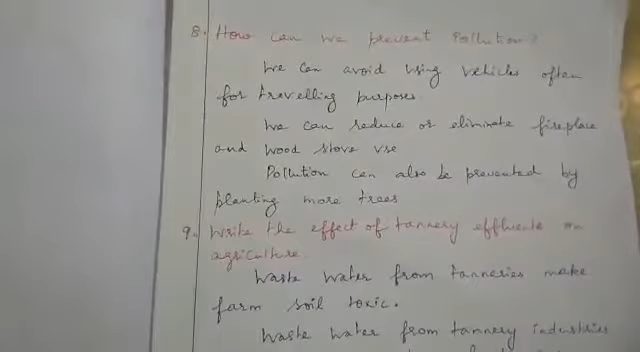 8. How can we prevent Pollution?
We can avoid using vehicles often
for travelling purposes.
We can reduce or eliminate fireplace
and wood stove use
Pollution can also be prevented by
planting more trees
9. Write the effect of tannery effluents on
agriculture.
Waste water from tanneries make
farm soil toxic.
Waste water from tannery industries